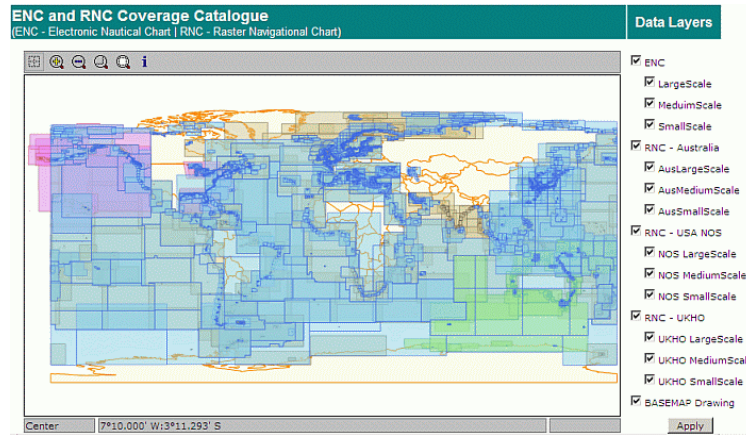 ENC and RNC Coverage Catalogue
(ENC - Electronic Nautical Chart | RNC - Raster Navigational Chart)
Data Layers
i
ENC
LargeScale
MeduimScale
SmallScale
RNC - Australia
AusLargeScale
AusMediumScale
AusSmallScale
RNC - USA NOS
NOS LargeScale
NOS MediumScale
NOS SmallScale
RNC - UKHO
UKHO LargeScale
UKHO MediumScal
UKHO SmallScale
BASEMAP Drawing
Center
7°10.000' W:3°11.293' S
Apply